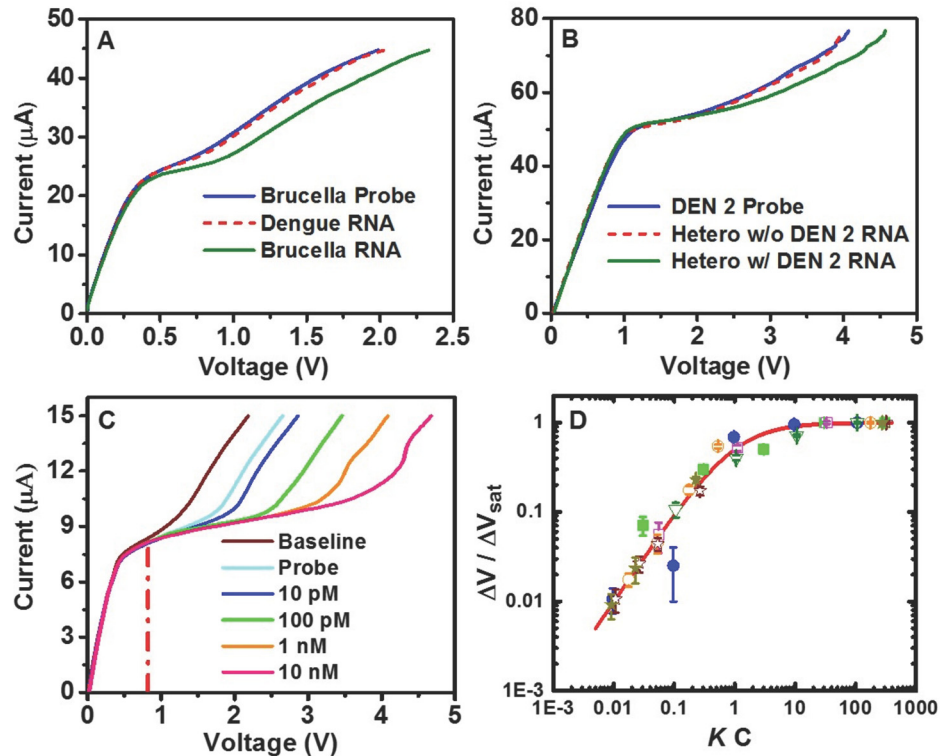 A
Current (μA)
50
40
30
20
10
0
Brucella Probe
Dengue RNA
Brucella RNA
0.0 0.5 1.0 1.5 2.0 2.5
Voltage (V)
B
Current (μA)
80
60
40
20
0
DEN 2 Probe
Hetero w/o DEN 2 RNA
Hetero w/ DEN 2 RNA
0 1 2 3 4 5
Voltage (V)
C
Current (μA)
15
12
9
6
3
0
Baseline
Probe
10 pM
100 pM
1 nM
10 nM
0 1 2 3 4 5
Voltage (V)
D
ΔV / ΔVsat
1
0.1
0.01
1E-3
1E-3 0.01 0.1 1 10 100
K C